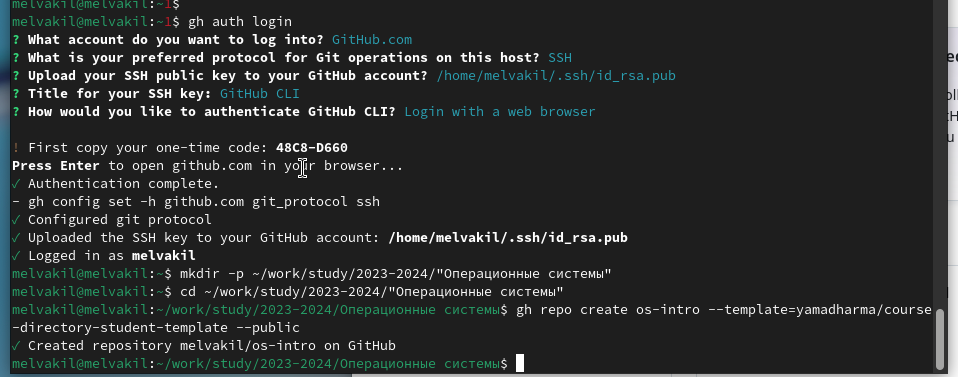 melvakil@melvakil:~1$
melvakil@melvakil:~1$ gh auth login
? What account do you want to log into? GitHub.com
? What is your preferred protocol for Git operations on this host? SSH
? Upload your SSH public key to your GitHub account? /home/melvakil/.ssh/id_rsa.pub
? Title for your SSH key: GitHub CLI
? How would you like to authenticate GitHub CLI? Login with a web browser
! First copy your one-time code: 48C8-D660
Press Enter to open github.com in your browser...
✓ Authentication complete.
- gh config set -h github.com git_protocol ssh
✓ Configured git protocol
✓ Uploaded the SSH key to your GitHub account: /home/melvakil/.ssh/id_rsa.pub
✓ Logged in as melvakil
melvakil@melvakil:~$ mkdir -p ~/work/study/2023-2024/"Операционные системы"
melvakil@melvakil:~$ cd ~/work/study/2023-2024/"Операционные системы"
melvakil@melvakil:~/work/study/2023-2024/Операционные системы$ gh repo create os-intro --template=yamadharma/course
-directory-student-template --public
✓ Created repository melvakil/os-intro on GitHub
melvakil@melvakil:~/work/study/2023-2024/Операционные системы$